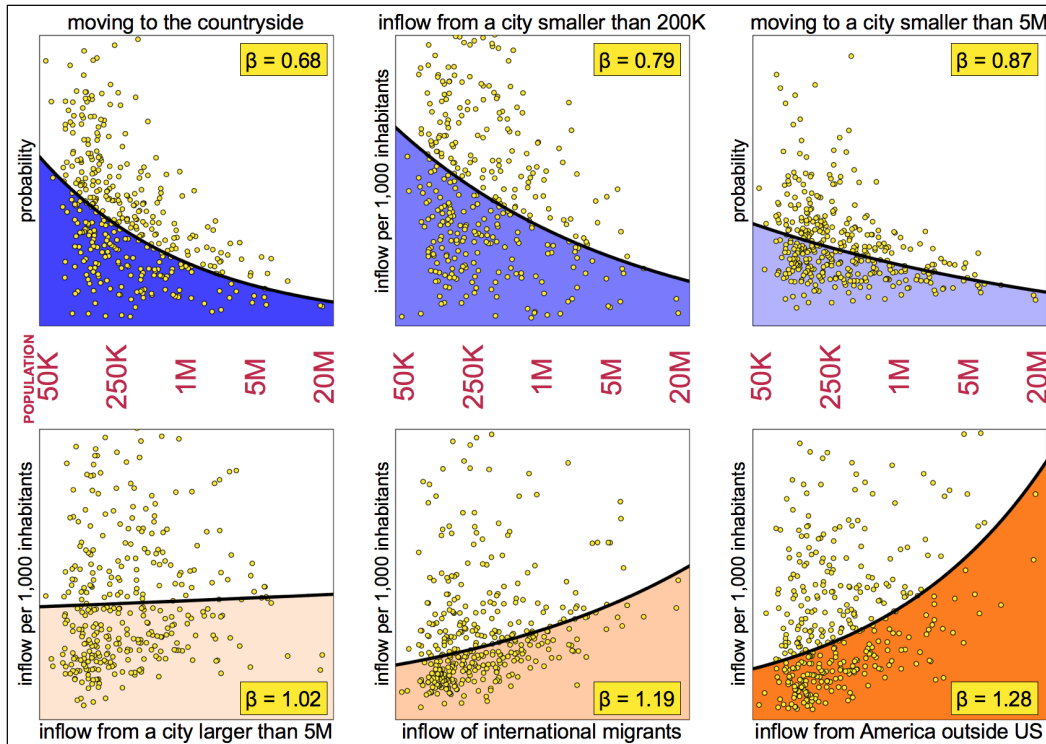 moving to the countryside
inflow from a city smaller than 200K
moving to a city smaller than 5M
β = 0.68
β = 0.79
β = 0.87
probability
inflow per 1,000 inhabitants
probability
POPULATION
50K 250K 1M 5M 20M
50K 250K 1M 5M 20M
50K 250K 1M 5M 20M
inflow per 1,000 inhabitants
inflow per 1,000 inhabitants
inflow per 1,000 inhabitants
β = 1.02
β = 1.19
β = 1.28
inflow from a city larger than 5M
inflow of international migrants
inflow from America outside US